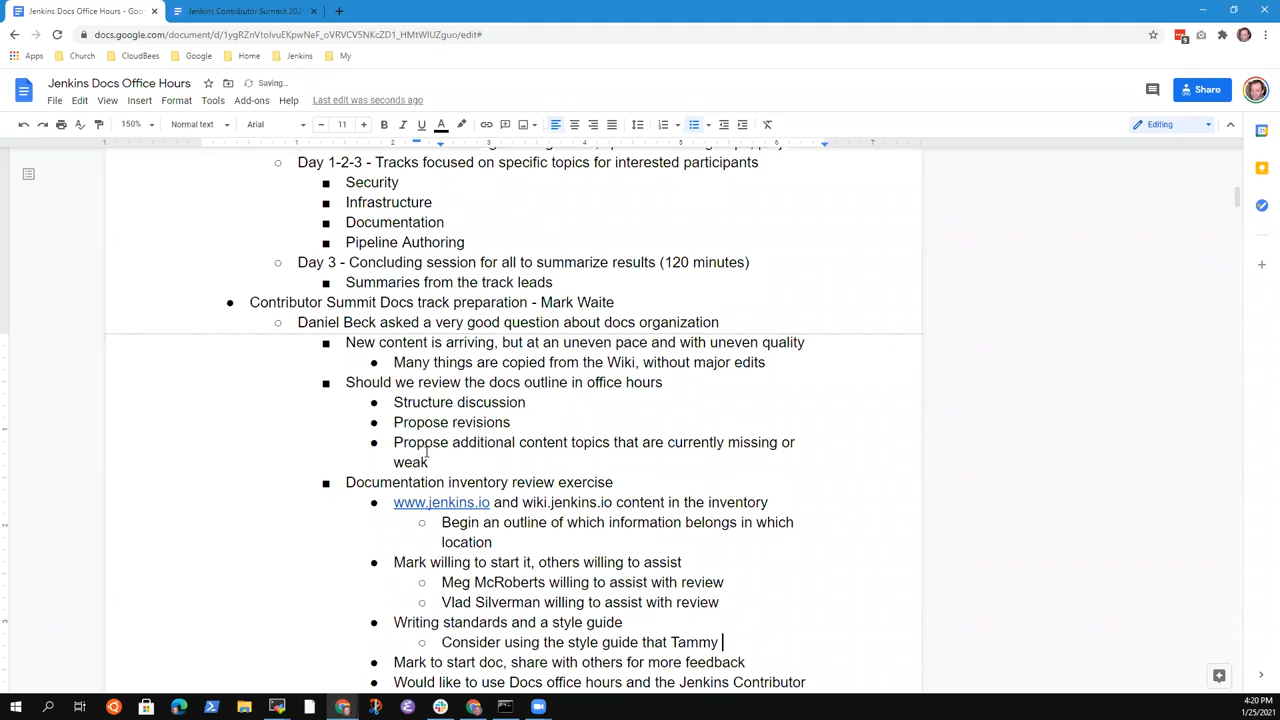 Jenkins Docs Office Hours - Goo
Jenkins Contributor Summit 202
docs.google.com/document/d/1ygRZnVtoIvuEKpwNeF_oVRVCV5NKcZD1_HMtWIUZguo/edit#
Apps Church CloudBees Google Home Jenkins My
Jenkins Docs Office Hours Saving...
File Edit View Insert Format Tools Add-ons Help Last edit was seconds ago
Share
150% Normal text Arial 11 Editing
1 2 3 4 5 6 7
Day 1-2-3 - Tracks focused on specific topics for interested participants
Security
Infrastructure
Documentation
Pipeline Authoring
Day 3 - Concluding session for all to summarize results (120 minutes)
Summaries from the track leads
Contributor Summit Docs track preparation - Mark Waite
Daniel Beck asked a very good question about docs organization
New content is arriving, but at an uneven pace and with uneven quality
Many things are copied from the Wiki, without major edits
Should we review the docs outline in office hours
Structure discussion
Propose revisions
Propose additional content topics that are currently missing or
weak
Documentation inventory review exercise
www.jenkins.io and wiki.jenkins.io content in the inventory
Begin an outline of which information belongs in which
location
Mark willing to start it, others willing to assist
Meg McRoberts willing to assist with review
Vlad Silverman willing to assist with review
Writing standards and a style guide
Consider using the style guide that Tammy
Mark to start doc, share with others for more feedback
Would like to use Docs office hours and the Jenkins Contributor
4:20 PM
1/25/2021